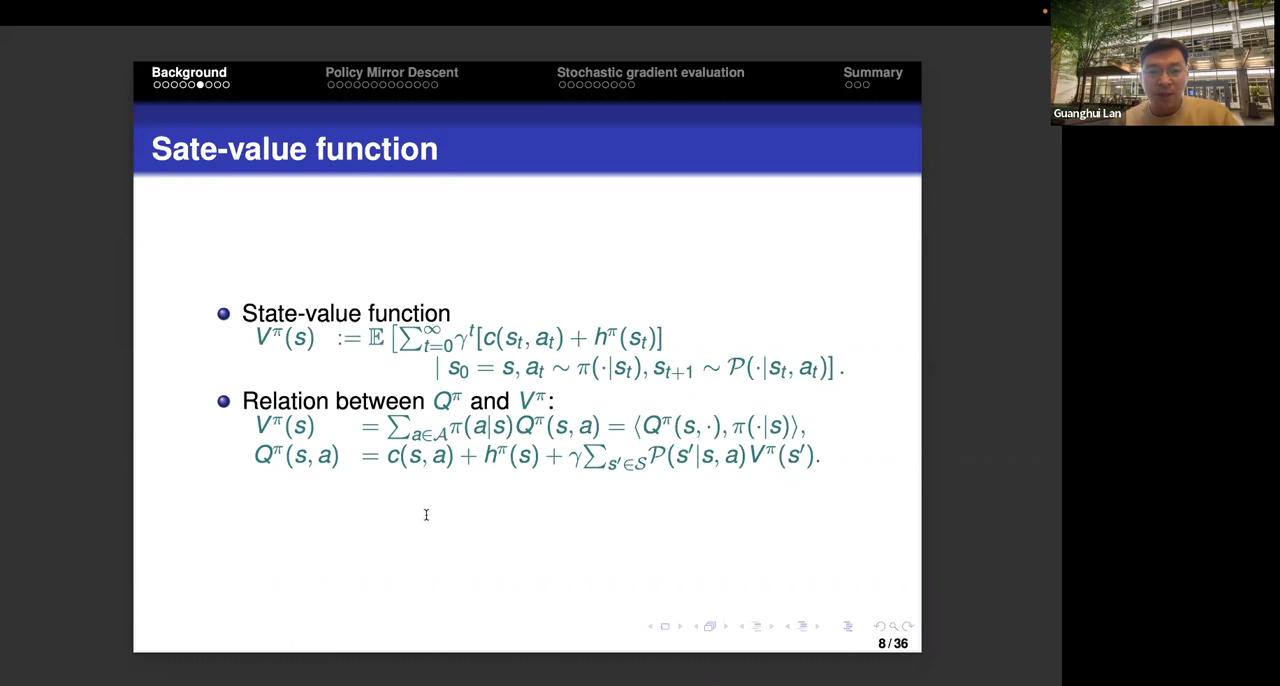 Background Policy Mirror Descent Stochastic gradient evaluation Summary
Guanghui Lan
Sate-value function
State-value function
V^π(s) := 𝔼 [∑_{t=0}^∞ γ^t[c(s_t, a_t) + h^π(s_t)]
| s_0 = s, a_t ∼ π(·|s_t), s_{t+1} ∼ 𝒫(·|s_t, a_t)] .
Relation between Q^π and V^π:
V^π(s) = ∑_{a∈𝒜} π(a|s)Q^π(s, a) = ⟨Q^π(s, ·), π(·|s)⟩,
Q^π(s, a) = c(s, a) + h^π(s) + γ∑_{s′∈𝒮} 𝒫(s′|s, a)V^π(s′).
8 / 36